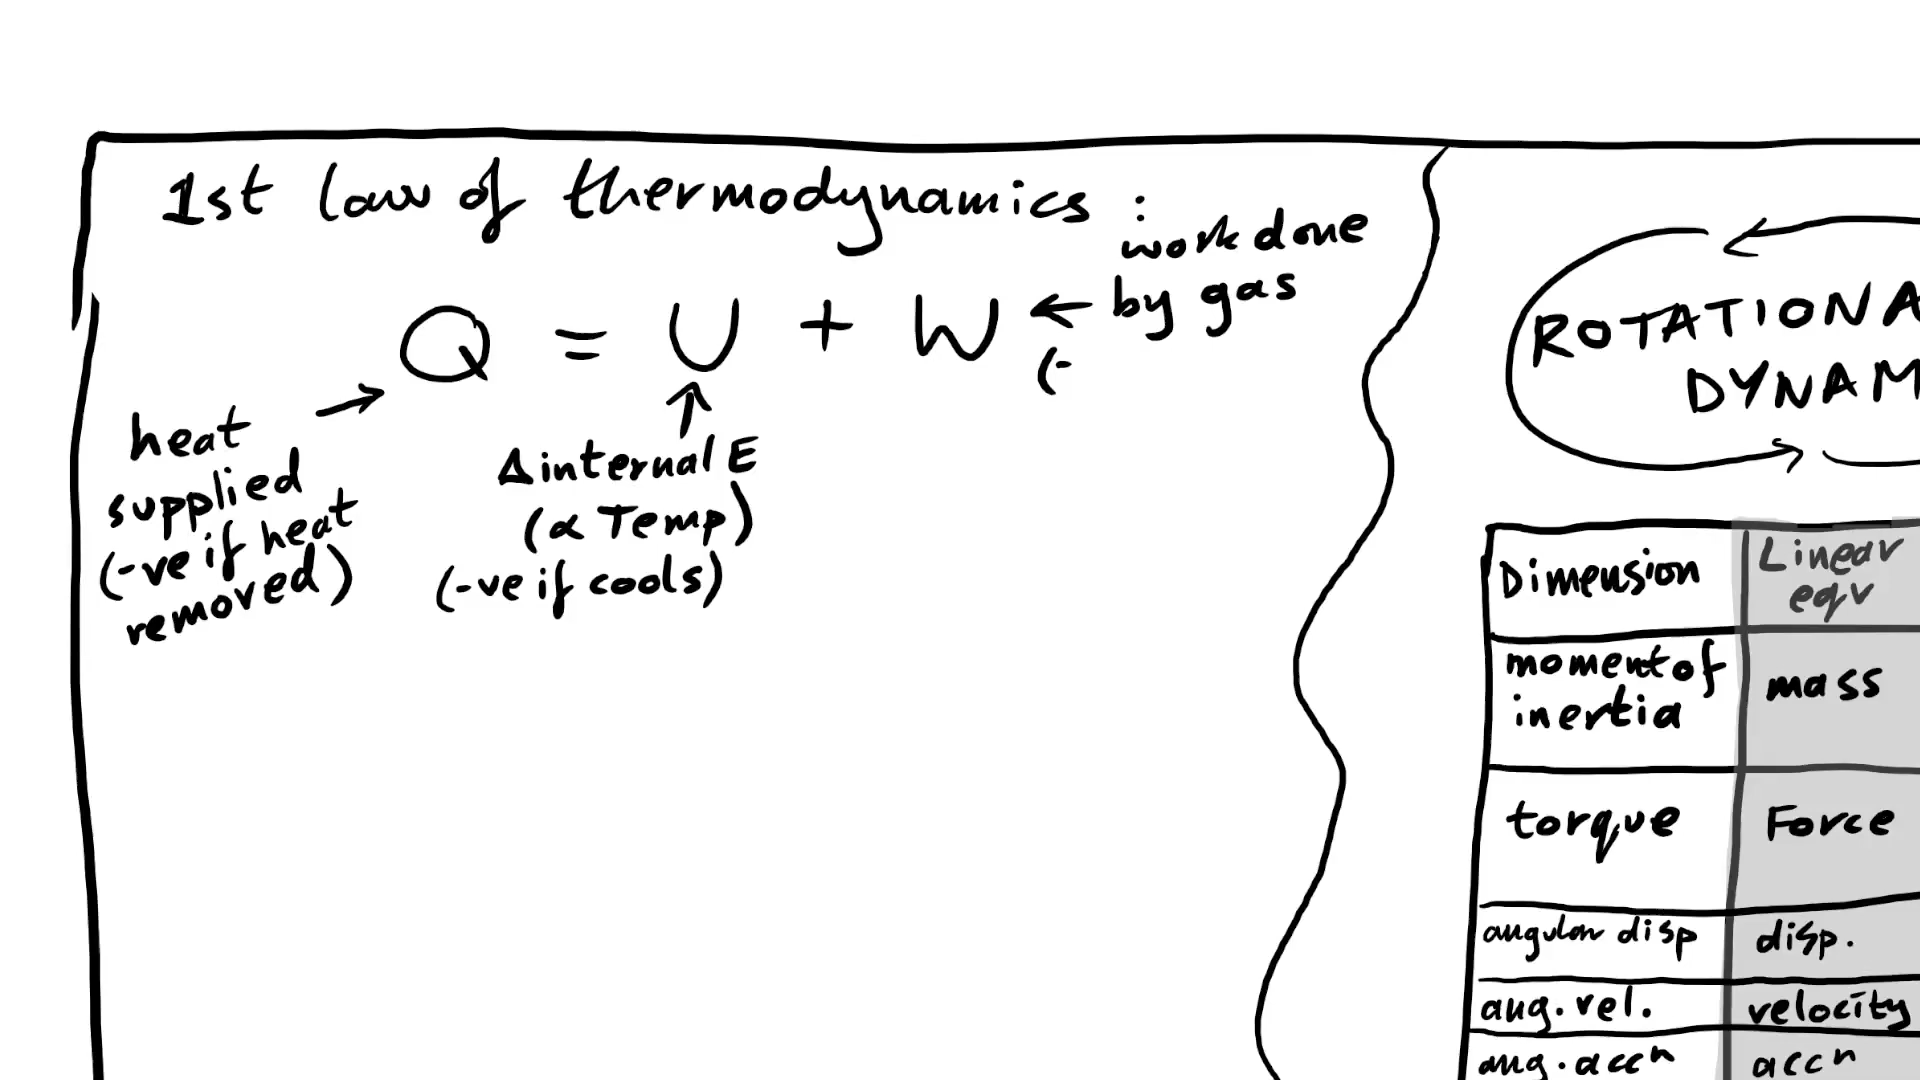 1st law of thermodynamics :
Q = U + W ← work done
by gas
(-
heat
supplied
(-ve if heat
removed)
Δ internal E
(α Temp)
(-ve if cools)
ROTATIONA
DYNAM
Dimension
Linear
eqv
moment of
inertia
mass
torque
Force
angular disp
disp.
ang. vel.
velocity
ang. accⁿ
accⁿ